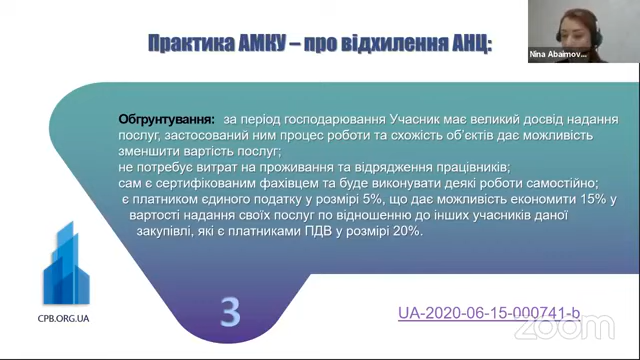 Практика АМКУ – про відхилення АНЦ:
Nina Abaimov...
Обгрунтування: за період господарювання Учасник має великий досвід надання
послуг, застосований ним процес роботи та схожість об'єктів дає можливість
зменшити вартість послуг;
не потребує витрат на проживання та відрядження працівників;
сам є сертифікованим фахівцем та буде виконувати деякі роботи самостійно;
є платником єдиного податку у розмірі 5%, що дає можливість економити 15% у
вартості надання своїх послуг по відношенню до інших учасників даної
закупівлі, які є платниками ПДВ у розмірі 20%.
3
CPB.ORG.UA
UA-2020-06-15-000741-b
zoom